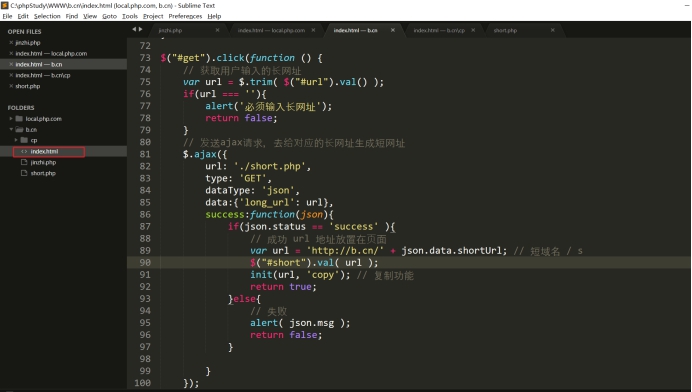 C:\phpStudy\WWW\b.cn\index.html (local.php.com, b.cn) - Sublime Text
File Edit Selection Find View Goto Tools Project Preferences Help
OPEN FILES
× jinzhi.php
× index.html — local.php.com
× index.html — b.cn
× index.html — b.cn\cp
× short.php
FOLDERS
local.php.com
b.cn
cp
index.html
jinzhi.php
short.php
jinzhi.php × index.html — local.php.com × index.html — b.cn × index.html — b.cn\cp × short.php ×
72
73 $("#get").click(function () {
74 // 获取用户输入的长网址
75 var url = $.trim( $("#url").val() );
76 if(url === ''){
77 alert('必须输入长网址');
78 return false;
79 }
80 // 发送ajax请求, 去给对应的长网址生成短网址
81 $.ajax({
82 url: './short.php',
83 type: 'GET',
84 dataType: 'json',
85 data:{'long_url': url},
86 success:function(json){
87 if(json.status == 'success' ){
88 // 成功 url 地址放置在页面
89 var url = 'http://b.cn/' + json.data.shortUrl; // 短域名 / s
90 $("#short").val( url );
91 init(url, 'copy'); // 复制功能
92 return true;
93 }else{
94 // 失败
95 alert( json.msg );
96 return false;
97 }
98
99 }
100 });